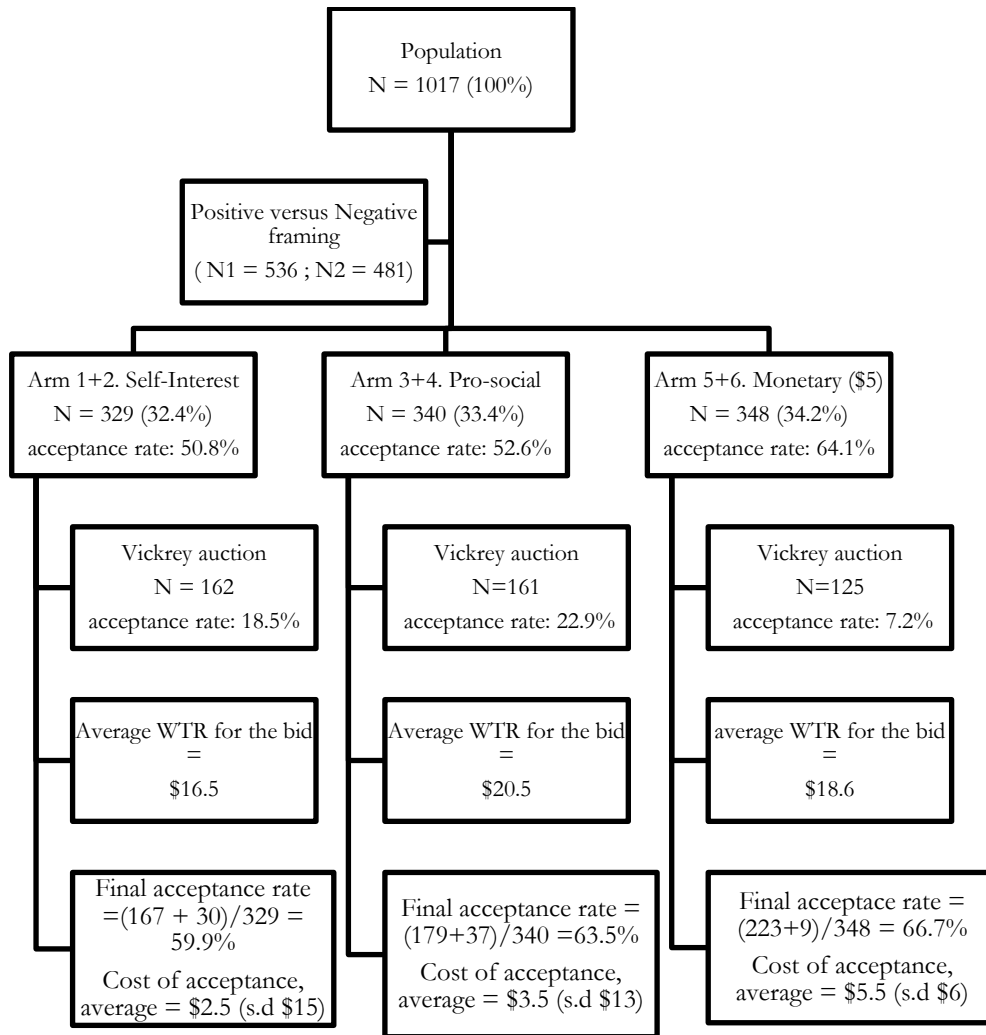 Population
N = 1017 (100%)
Positive versus Negative
framing
( N1 = 536 ; N2 = 481)
Arm 1+2. Self-Interest
N = 329 (32.4%)
acceptance rate: 50.8%
Arm 3+4. Pro-social
N = 340 (33.4%)
acceptance rate: 52.6%
Arm 5+6. Monetary ($5)
N = 348 (34.2%)
acceptance rate: 64.1%
Vickrey auction
N = 162
acceptance rate: 18.5%
Vickrey auction
N=161
acceptance rate: 22.9%
Vickrey auction
N=125
acceptance rate: 7.2%
Average WTR for the bid
=
$16.5
Average WTR for the bid
=
$20.5
average WTR for the bid
=
$18.6
Final acceptance rate
=(167 + 30)/329 =
59.9%
Cost of acceptance,
average = $2.5 (s.d $15)
Final acceptance rate =
(179+37)/340 =63.5%
Cost of acceptance,
average = $3.5 (s.d $13)
Final acceptace rate =
(223+9)/348 = 66.7%
Cost of acceptance,
average = $5.5 (s.d $6)